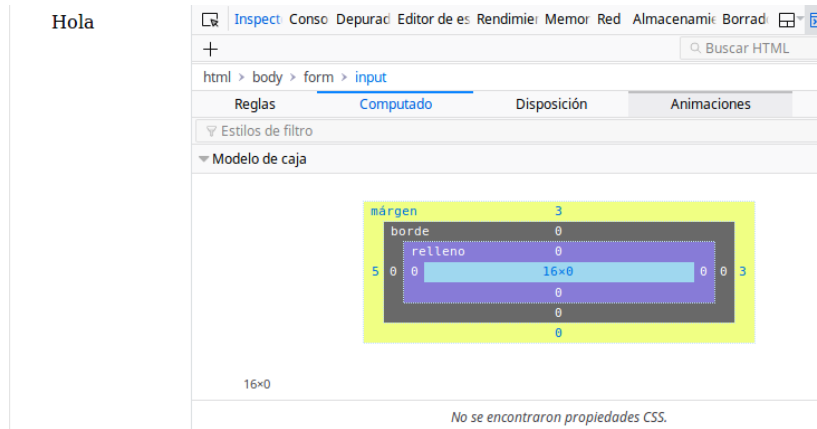 Hola
Inspect Conso Depurad Editor de es Rendimier Memor Red Almacenamie Borrad
+
Buscar HTML
html > body > form > input
Reglas Computado Disposición Animaciones
Estilos de filtro
Modelo de caja
márgen 3
borde 0
relleno 0
5 0 0 16×0 0 0 3
0
0
0
16×0
No se encontraron propiedades CSS.